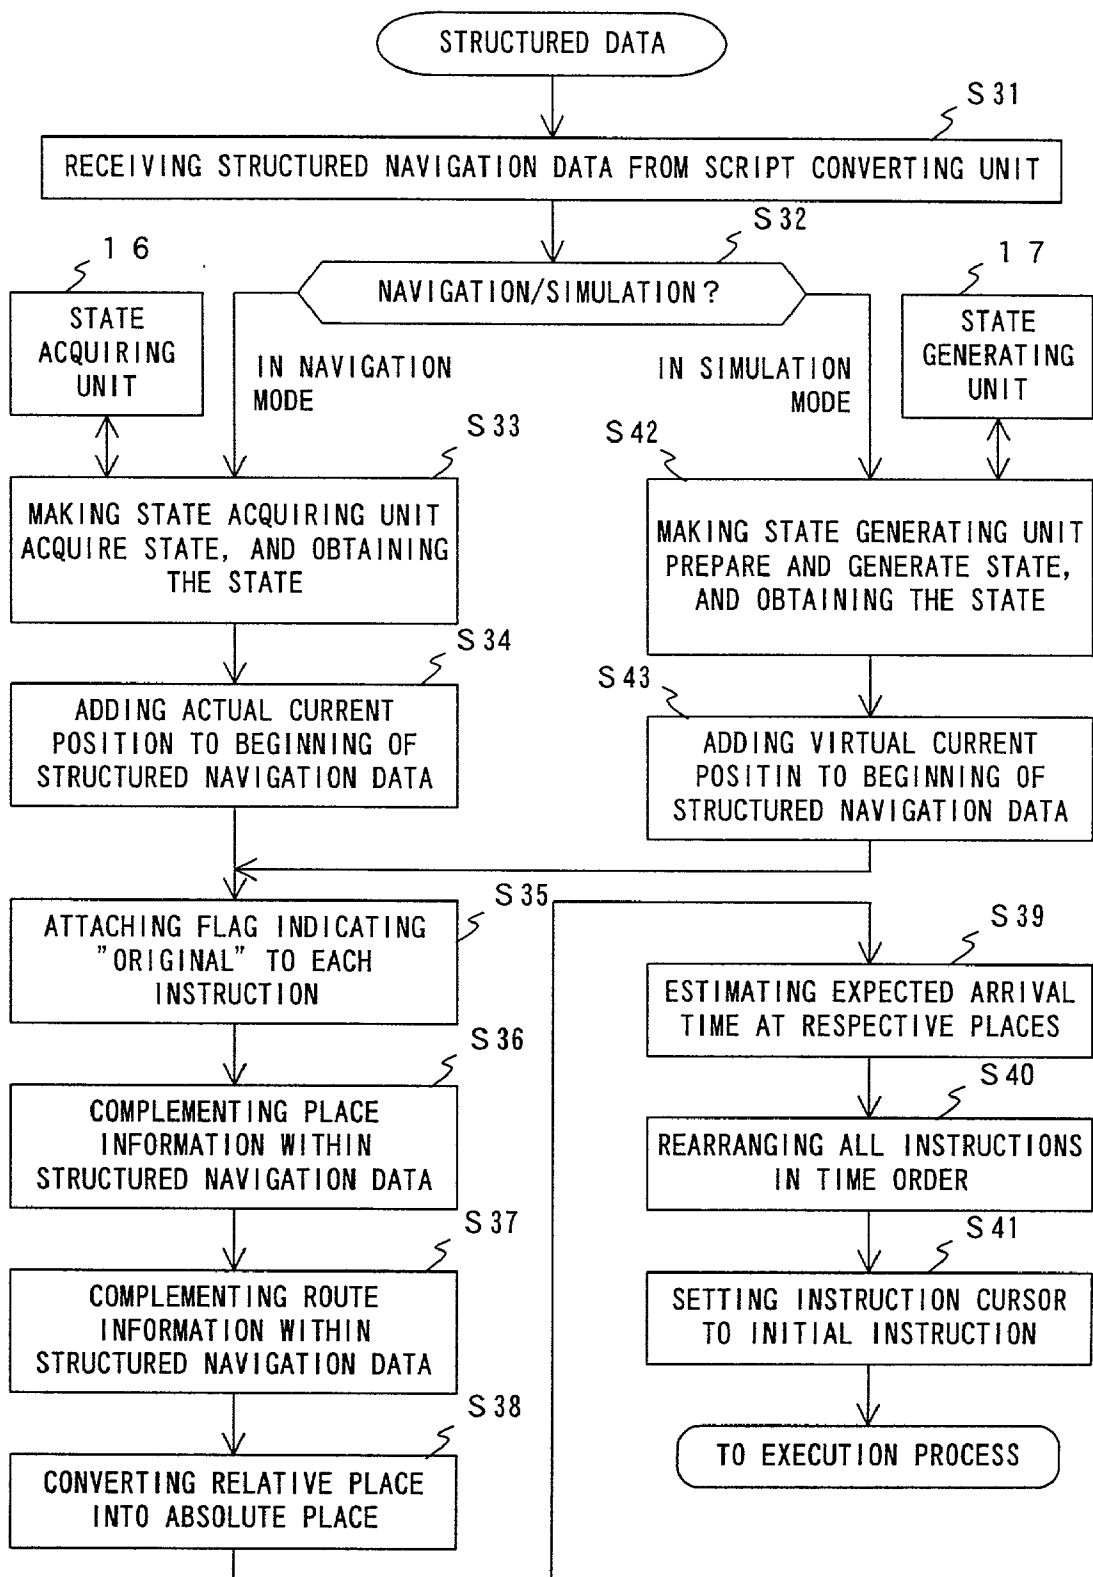 STRUCTURED DATA
S31
RECEIVING STRUCTURED NAVIGATION DATA FROM SCRIPT CONVERTING UNIT
S32
NAVIGATION/SIMULATION?
16
STATE
ACQUIRING
UNIT
IN NAVIGATION
MODE
IN SIMULATION
MODE
17
STATE
GENERATING
UNIT
S33
MAKING STATE ACQUIRING UNIT
ACQUIRE STATE, AND OBTAINING
THE STATE
S42
MAKING STATE GENERATING UNIT
PREPARE AND GENERATE STATE,
AND OBTAINING THE STATE
S34
ADDING ACTUAL CURRENT
POSITION TO BEGINNING OF
STRUCTURED NAVIGATION DATA
S43
ADDING VIRTUAL CURRENT
POSITIN TO BEGINNING OF
STRUCTURED NAVIGATION DATA
S35
ATTACHING FLAG INDICATING
"ORIGINAL" TO EACH
INSTRUCTION
S36
COMPLEMENTING PLACE
INFORMATION WITHIN
STRUCTURED NAVIGATION DATA
S37
COMPLEMENTING ROUTE
INFORMATION WITHIN
STRUCTURED NAVIGATION DATA
S38
CONVERTING RELATIVE PLACE
INTO ABSOLUTE PLACE
S39
ESTIMATING EXPECTED ARRIVAL
TIME AT RESPECTIVE PLACES
S40
REARRANGING ALL INSTRUCTIONS
IN TIME ORDER
S41
SETTING INSTRUCTION CURSOR
TO INITIAL INSTRUCTION
TO EXECUTION PROCESS